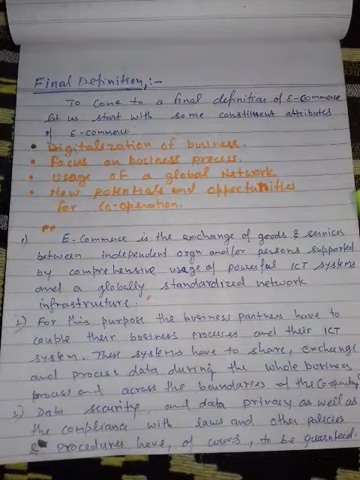 Final Definition :-
To come to a final definition of E-Commerce
let us start with some constituent attributes
of E-commerce
• Digitalization of business.
• Focus on business process.
• Usage of a global network
• New potentials and opportunities
for co-operation.
"
1) E-Commerce is the exchange of goods & services
between independent orgn and/or persons supported
by comprehensive usage of powerful ICT systems
and a globally standardized network
infrastructure."
2) For this purpose the business partners have to
couble their business processes and their ICT
system. These systems have to share, exchange
and process data during the whole business
process and across the boundaries of the Country
3) Data security, and data privacy as well as
the compliance with laws and other policies
& procedures have, of cours, to be guaranteed.